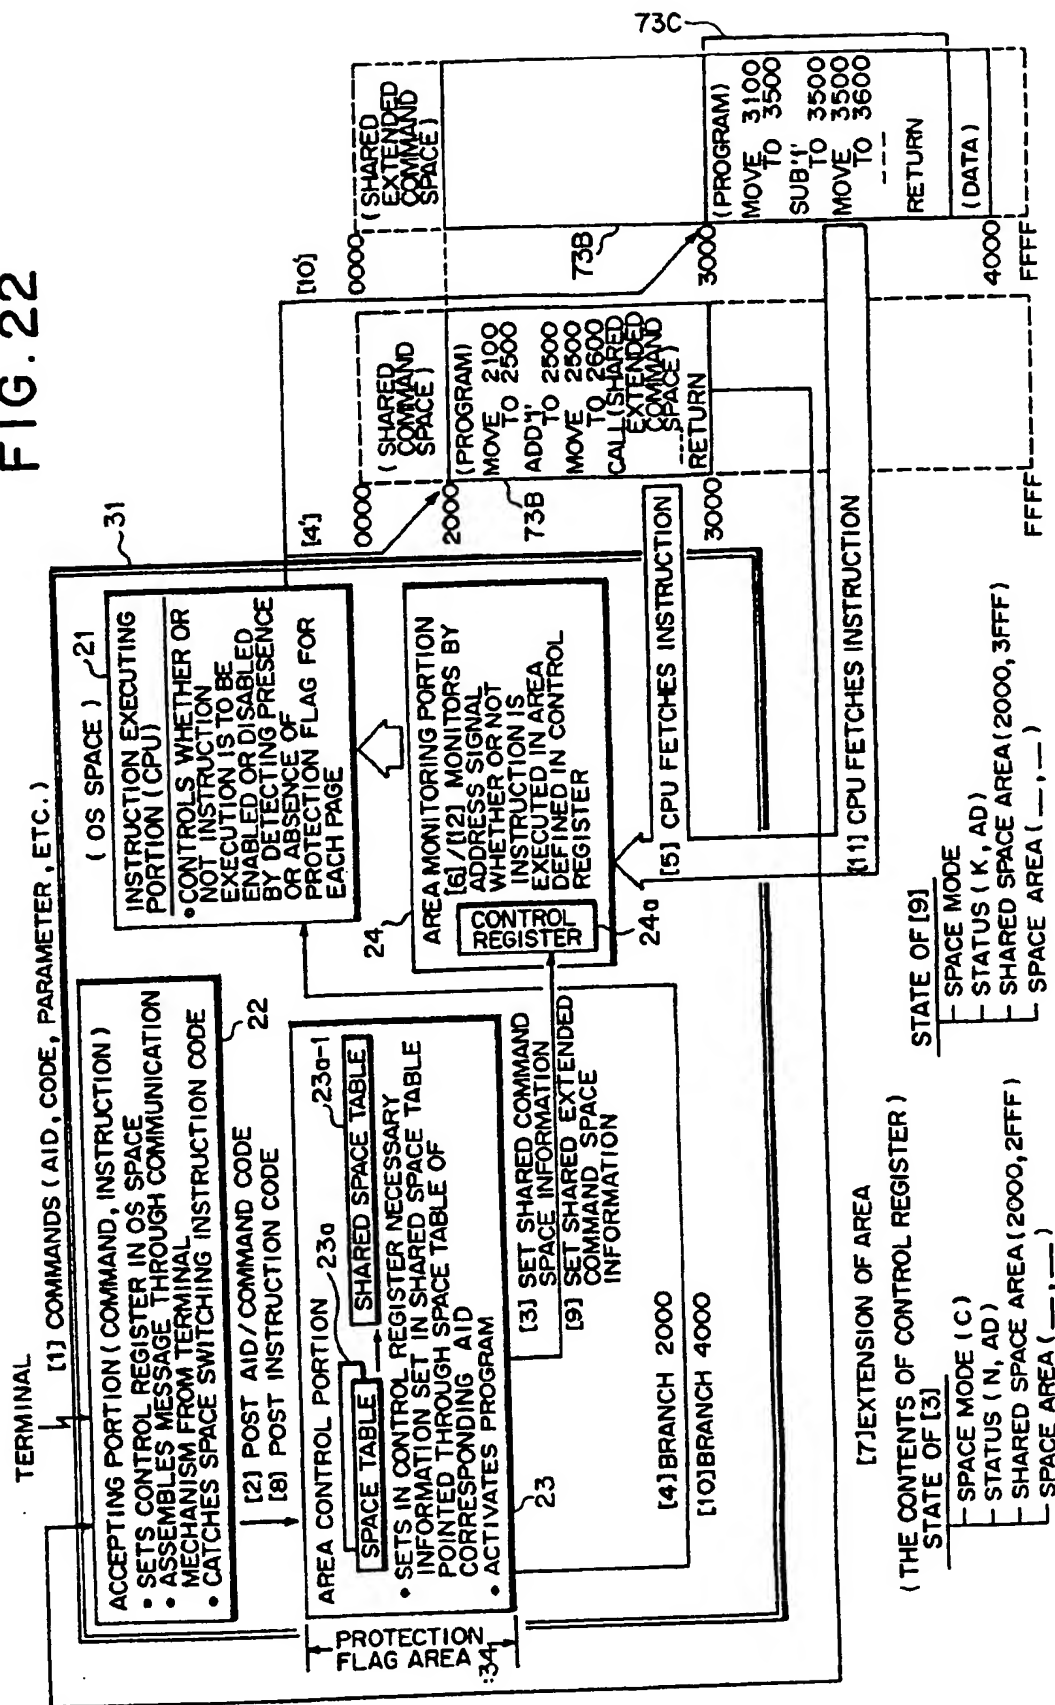 FIG. 22
TERMINAL
[1] COMMANDS (AID, CODE, PARAMETER, ETC.)
31
(OS SPACE)
ACCEPTING PORTION (COMMAND, INSTRUCTION)
• SETS CONTROL REGISTER IN OS SPACE
• ASSEMBLES MESSAGE THROUGH COMMUNICATION
MECHANISM FROM TERMINAL
• CATCHES SPACE SWITCHING INSTRUCTION CODE
22
[2] POST AID/COMMAND CODE
[8] POST INSTRUCTION CODE
AREA CONTROL PORTION
23a
23a-1
SPACE TABLE
SHARED SPACE TABLE
• SETS IN CONTROL REGISTER NECESSARY
INFORMATION SET IN SHARED SPACE TABLE
POINTED THROUGH SPACE TABLE OF
CORRESPONDING AID
• ACTIVATES PROGRAM
23
PROTECTION
FLAG AREA
:34
21
INSTRUCTION EXECUTING
PORTION (CPU)
• CONTROLS WHETHER OR
NOT INSTRUCTION
EXECUTION IS TO BE
ENABLED OR DISABLED
BY DETECTING PRESENCE
OR ABSENCE OF
PROTECTION FLAG FOR
EACH PAGE
24
AREA MONITORING PORTION
[6]/[12] MONITORS BY
ADDRESS SIGNAL
WHETHER OR NOT
INSTRUCTION IS
EXECUTED IN AREA
DEFINED IN CONTROL
REGISTER
CONTROL
REGISTER
24a
[3] SET SHARED COMMAND
SPACE INFORMATION
[9] SET SHARED EXTENDED
COMMAND SPACE
INFORMATION
[4] BRANCH 2000
[10] BRANCH 4000
[5] CPU FETCHES INSTRUCTION
[11] CPU FETCHES INSTRUCTION
[4']
0000
(SHARED
COMMAND
SPACE)
2000
(PROGRAM)
MOVE 2100
TO 2500
ADD'1'
TO 2500
MOVE 2500
TO 2600
CALL(SHARED
EXTENDED
COMMAND
SPACE)
---
RETURN
73B
3000
FFFF
[10']
0000
(SHARED
EXTENDED
COMMAND
SPACE)
73B
73C
3000
(PROGRAM)
MOVE 3100
TO 3500
SUB'1'
TO 3500
MOVE 3500
TO 3600
---
RETURN
(DATA)
4000
FFFF
[7] EXTENSION OF AREA
(THE CONTENTS OF CONTROL REGISTER)
STATE OF [3]
SPACE MODE (C)
STATUS (N, AD)
SHARED SPACE AREA (2000, 2FFF)
SPACE AREA (__, __)
STATE OF [9]
SPACE MODE
STATUS (K, AD)
SHARED SPACE AREA (2000, 3FFF)
SPACE AREA (__, __)